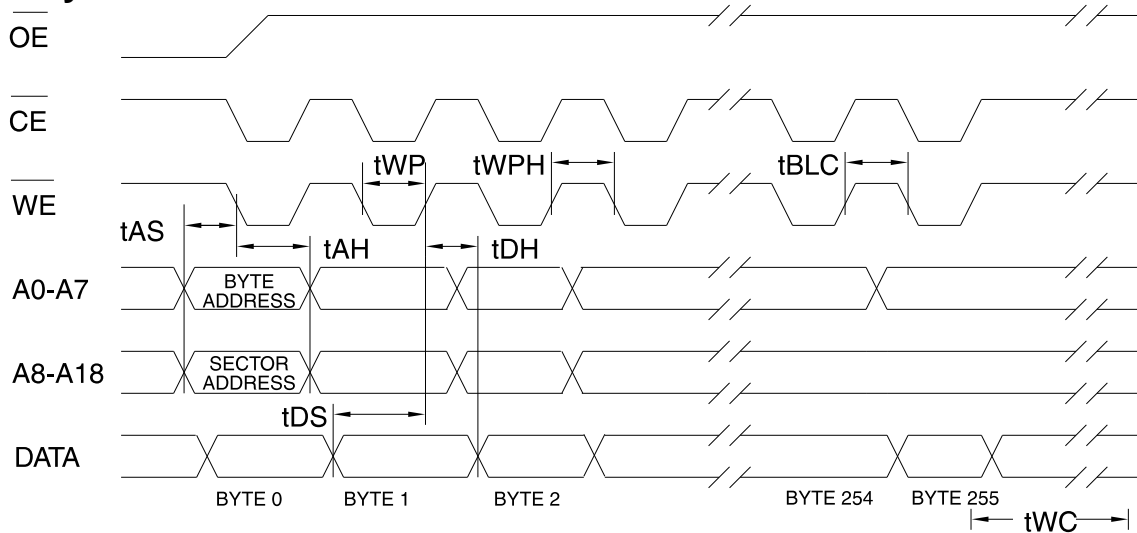 OE
CE
tWP
tWPH
tBLC
WE
tAS
tAH
tDH
A0-A7
BYTE
ADDRESS
A8-A18
SECTOR
ADDRESS
tDS
DATA
BYTE 0
BYTE 1
BYTE 2
BYTE 254
BYTE 255
tWC